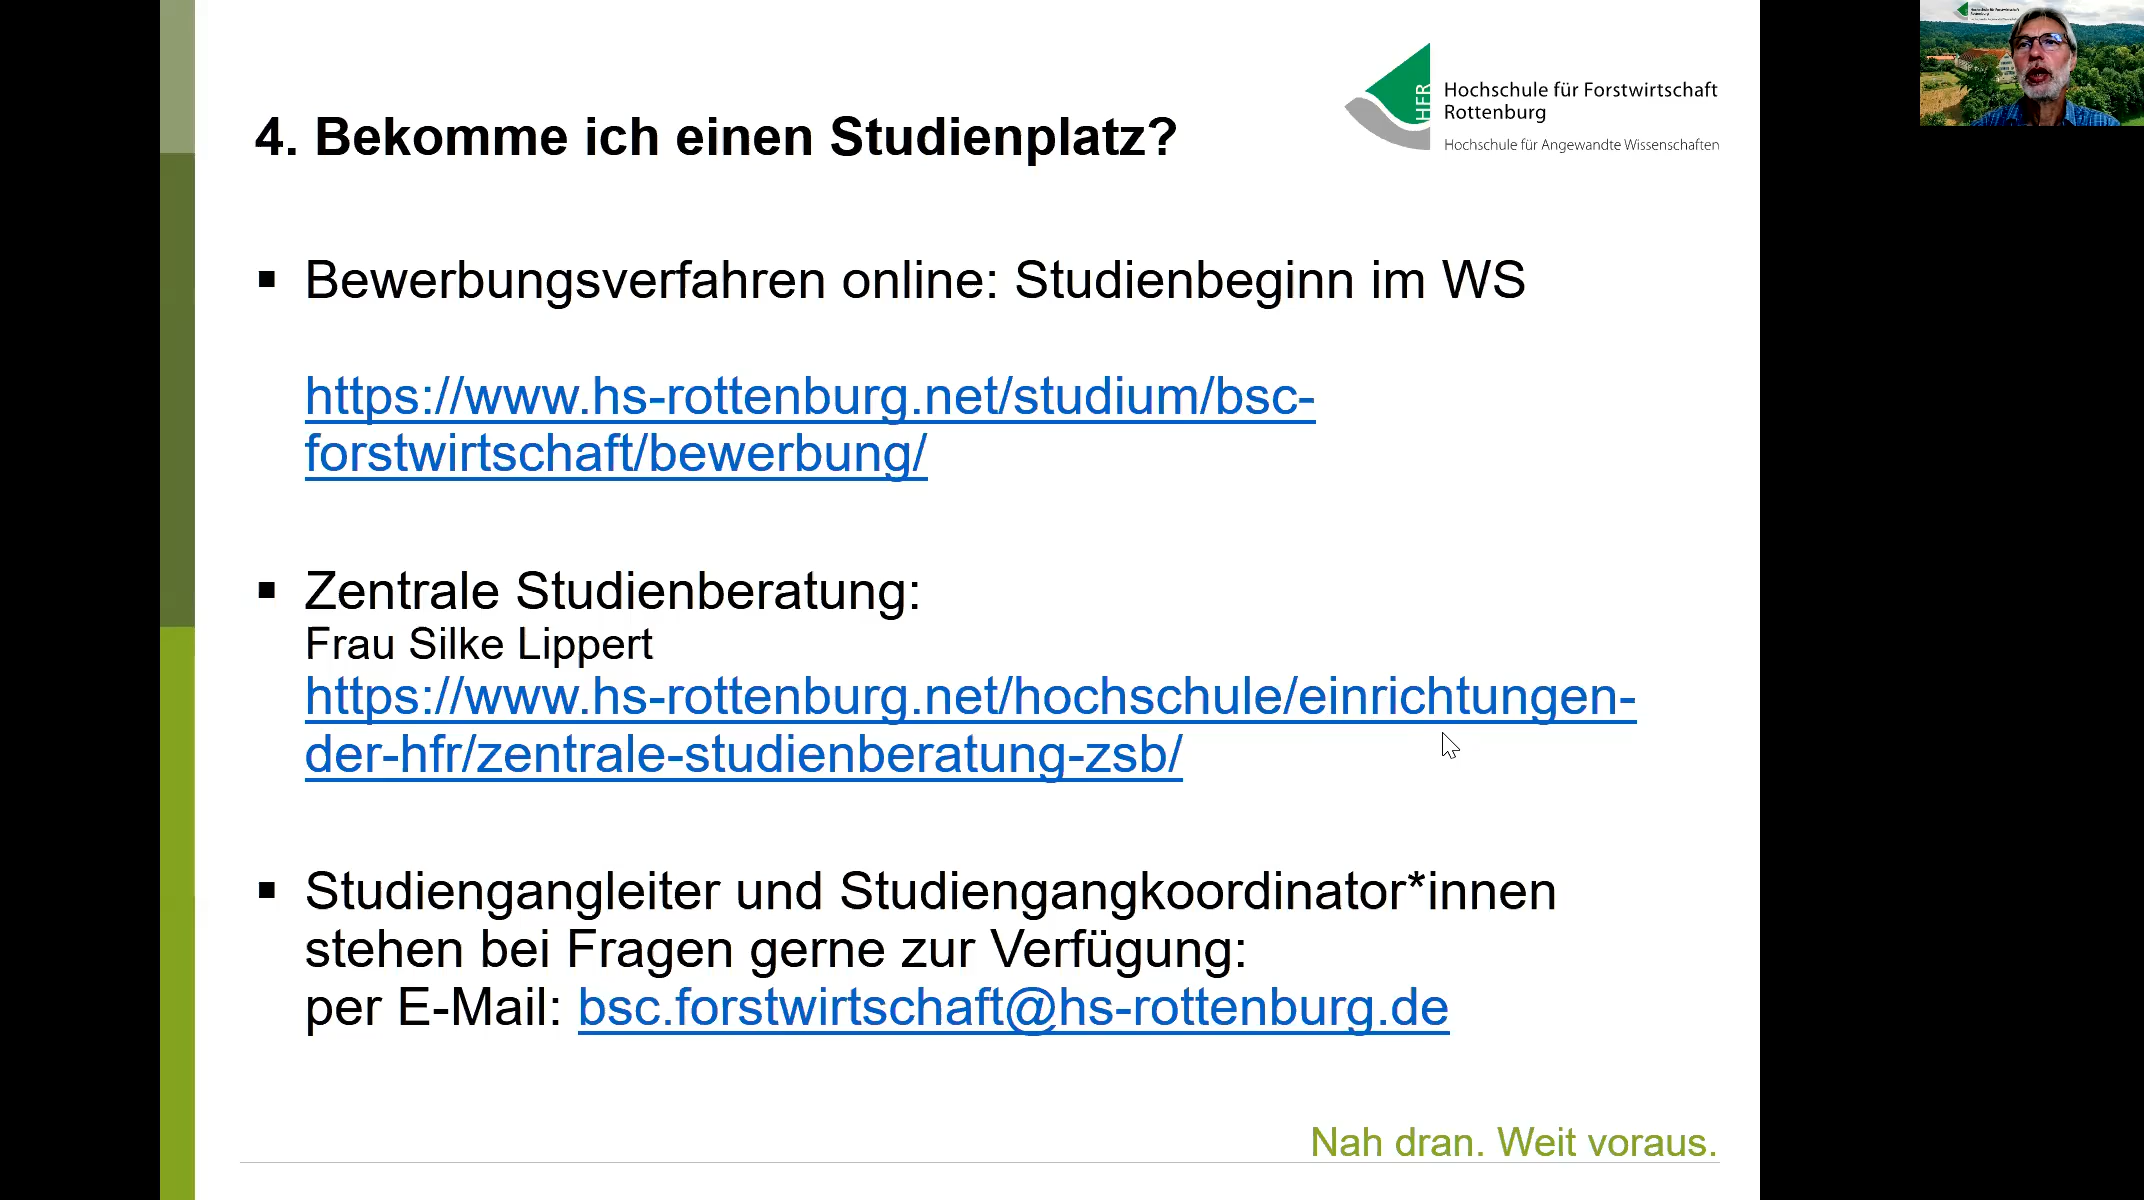 4. Bekomme ich einen Studienplatz?
HFR
Hochschule für Forstwirtschaft
Rottenburg
Hochschule für Angewandte Wissenschaften
▪ Bewerbungsverfahren online: Studienbeginn im WS
https://www.hs-rottenburg.net/studium/bsc-
forstwirtschaft/bewerbung/
▪ Zentrale Studienberatung:
Frau Silke Lippert
https://www.hs-rottenburg.net/hochschule/einrichtungen-
der-hfr/zentrale-studienberatung-zsb/
▪ Studiengangleiter und Studiengangkoordinator*innen
stehen bei Fragen gerne zur Verfügung:
per E-Mail: bsc.forstwirtschaft@hs-rottenburg.de
Nah dran. Weit voraus.